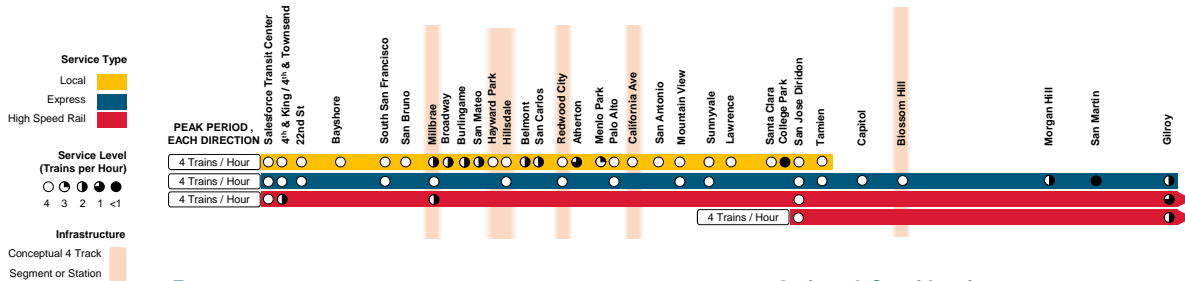 Service Type
Local
Express
High Speed Rail
Service Level
(Trains per Hour)
4 3 2 1 <1
Infrastructure
Conceptual 4 Track
Segment or Station
PEAK PERIOD ,
EACH DIRECTION
Salesforce Transit Center
4th & King / 4th & Townsend
22nd St
Bayshore
South San Francisco
San Bruno
Millbrae
Broadway
Burlingame
San Mateo
Hayward Park
Hillsdale
Belmont
San Carlos
Redwood City
Atherton
Menlo Park
Palo Alto
California Ave
San Antonio
Mountain View
Sunnyvale
Lawrence
Santa Clara
College Park
San Jose Diridon
Tamien
Capitol
Blossom Hill
Morgan Hill
San Martin
Gilroy
4 Trains / Hour
4 Trains / Hour
4 Trains / Hour
4 Trains / Hour